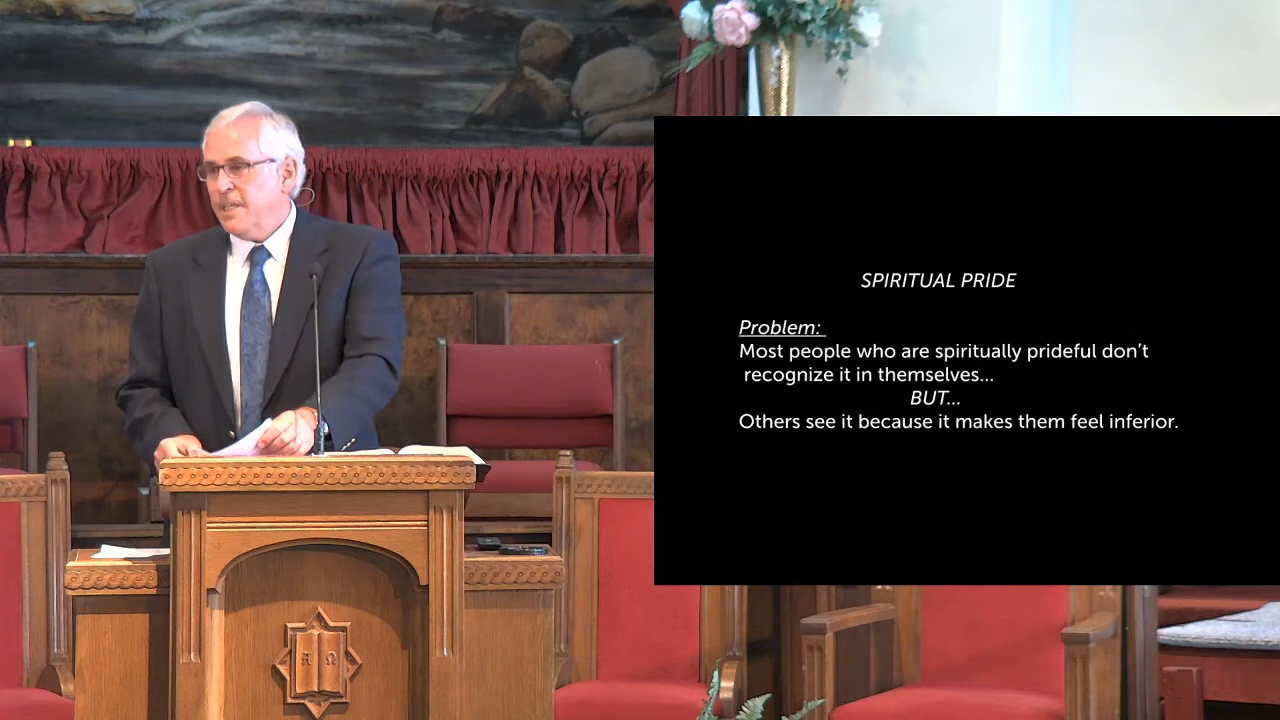 SPIRITUAL PRIDE
Problem:
Most people who are spiritually prideful don't
recognize it in themselves...
BUT...
Others see it because it makes them feel inferior.
Α Ω